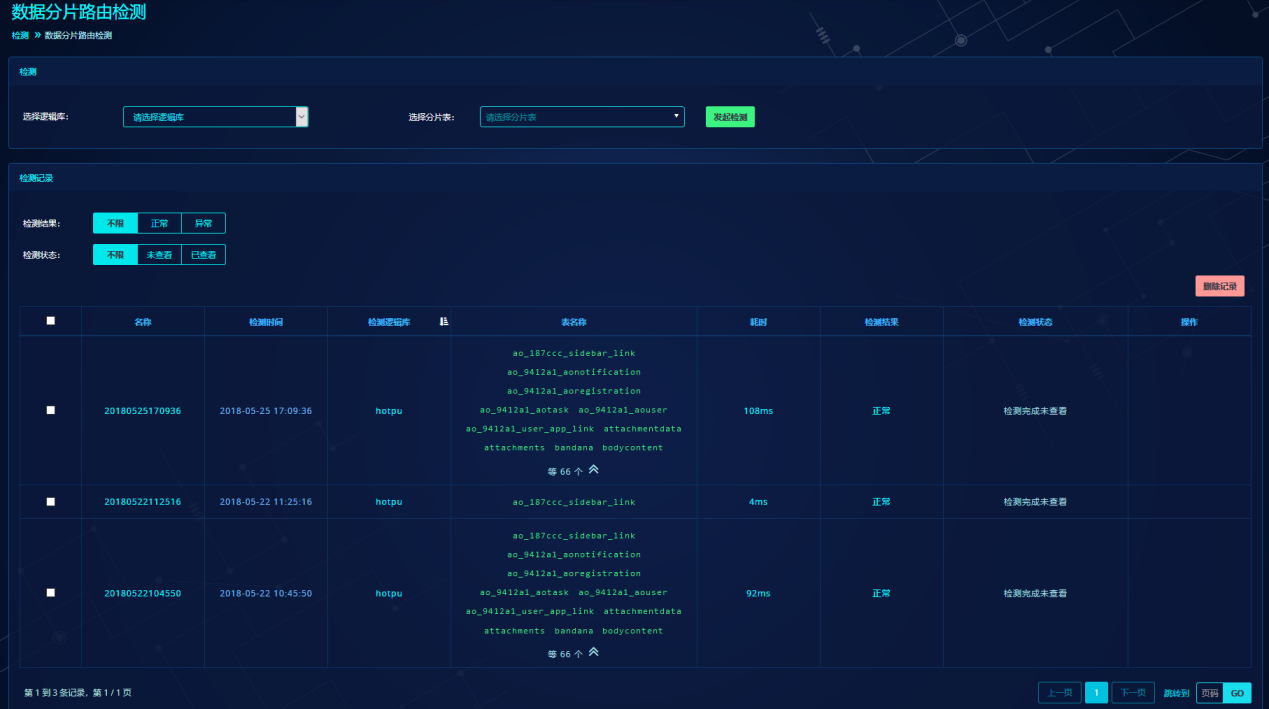 数据分片路由检测
检测 » 数据分片路由检测
检测
选择逻辑库： 请选择逻辑库 选择分片表： 请选择分片表 发起检测
检测记录
检测结果： 不限 正常 异常
检测状态： 不限 未查看 已查看
删除记录
名称 检测时间 检测逻辑库 表名称 耗时 检测结果 检测状态 操作
ao_187ccc_sidebar_link
ao_9412a1_aonotification
ao_9412a1_aoregistration
20180525170936 2018-05-25 17:09:36 hotpu ao_9412a1_aotask ao_9412a1_aouser 108ms 正常 检测完成未查看
ao_9412a1_user_app_link attachmentdata
attachments bandana bodycontent
等 66 个
20180522112516 2018-05-22 11:25:16 hotpu ao_187ccc_sidebar_link 4ms 正常 检测完成未查看
ao_187ccc_sidebar_link
ao_9412a1_aonotification
ao_9412a1_aoregistration
20180522104550 2018-05-22 10:45:50 hotpu ao_9412a1_aotask ao_9412a1_aouser 92ms 正常 检测完成未查看
ao_9412a1_user_app_link attachmentdata
attachments bandana bodycontent
等 66 个
第 1 到 3 条记录，第 1 / 1 页 上一页 1 下一页 跳转到 页码 GO